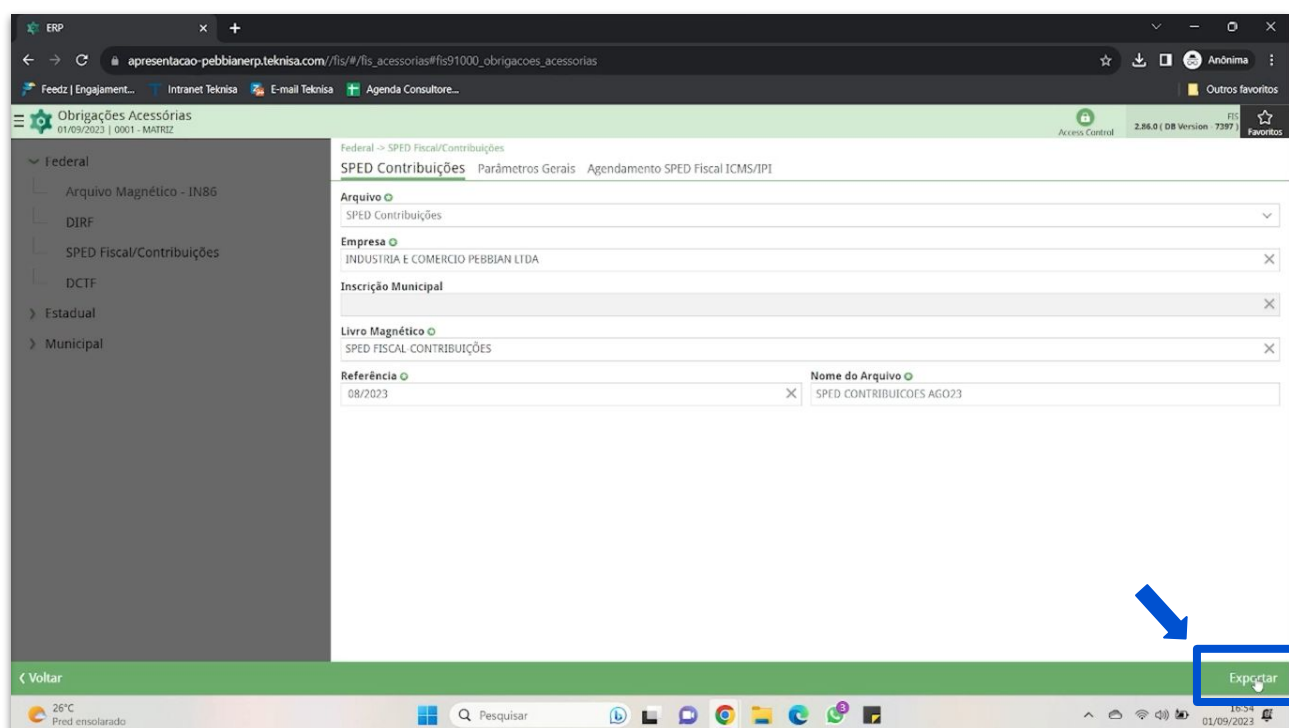 ERP
apresentacao-pebbianerp.teknisa.com//fis/#/fis_acessorias#fis91000_obrigacoes_acessorias
Anônima
Feedz | Engajament...
Intranet Teknisa
E-mail Teknisa
Agenda Consultore...
Outros favoritos
Obrigações Acessórias
01/09/2023 | 0001 - MATRIZ
Access Control
FIS
2.86.0 ( DB Version - 7397 )
Favoritos
Federal
Arquivo Magnético - IN86
DIRF
SPED Fiscal/Contribuições
DCTF
Estadual
Municipal
Federal -> SPED Fiscal/Contribuições
SPED Contribuições Parâmetros Gerais Agendamento SPED Fiscal ICMS/IPI
Arquivo
SPED Contribuições
Empresa
INDUSTRIA E COMERCIO PEBBIAN LTDA
Inscrição Municipal
Livro Magnético
SPED FISCAL-CONTRIBUIÇÕES
Referência
08/2023
Nome do Arquivo
SPED CONTRIBUICOES AGO23
Voltar
Exportar
26°C
Pred ensolarado
Pesquisar
3
16:54
01/09/2023